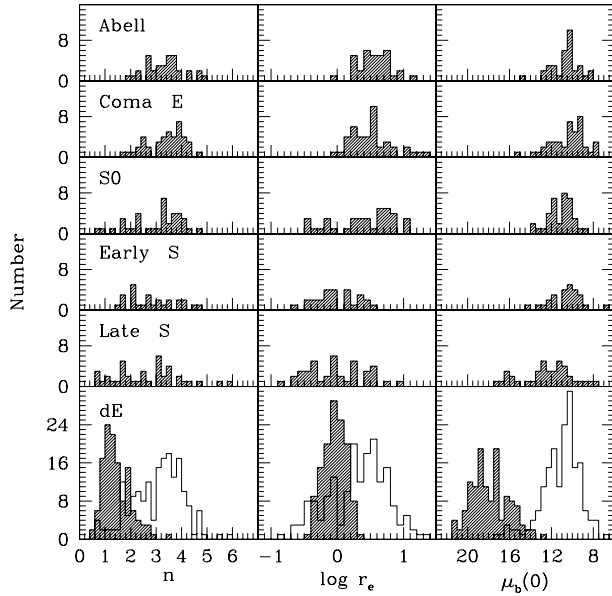 Abell
8
0
Coma E
8
0
S0
8
0
Early S
8
0
Late S
8
0
dE
24
16
8
0
Number
0 1 2 3 4 5 6
n
−1 0 1
log r_e
20 16 12 8
μ_b(0)